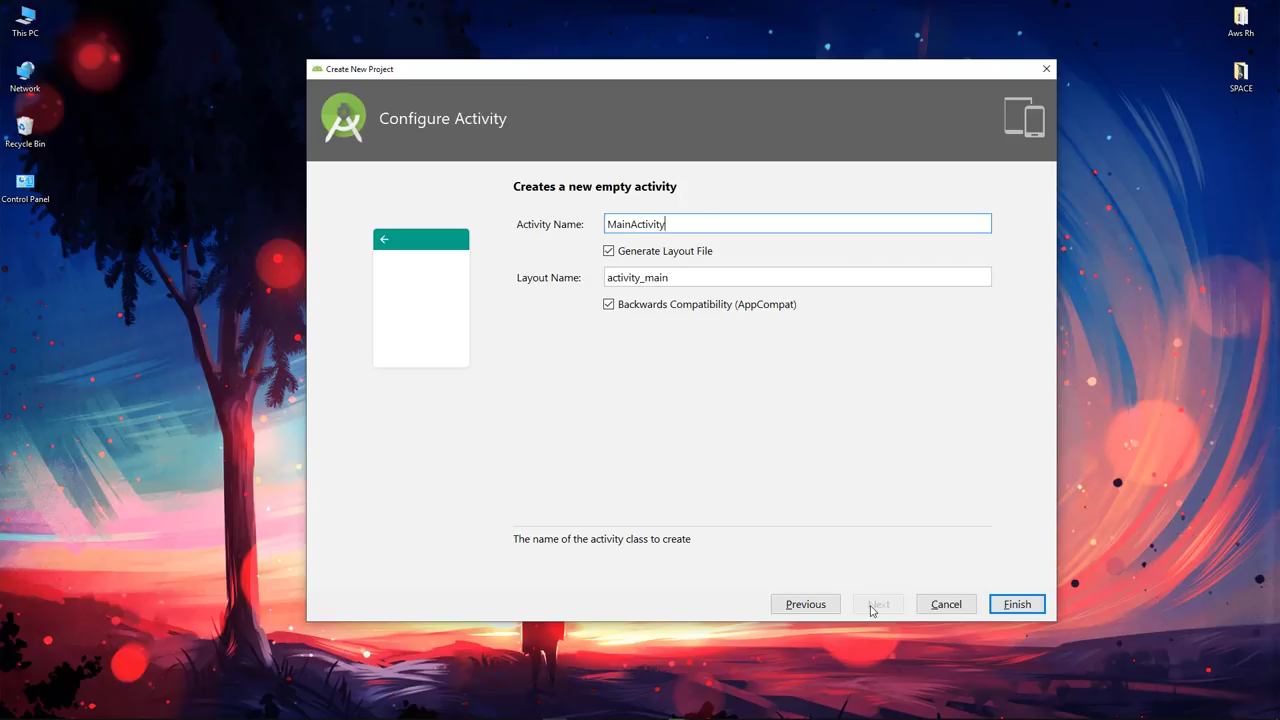 This PC
Network
Recycle Bin
Control Panel
Aws Rh
SPACE
Create New Project
Configure Activity
Creates a new empty activity
Activity Name: MainActivity
Generate Layout File
Layout Name: activity_main
Backwards Compatibility (AppCompat)
The name of the activity class to create
Previous Next Cancel Finish